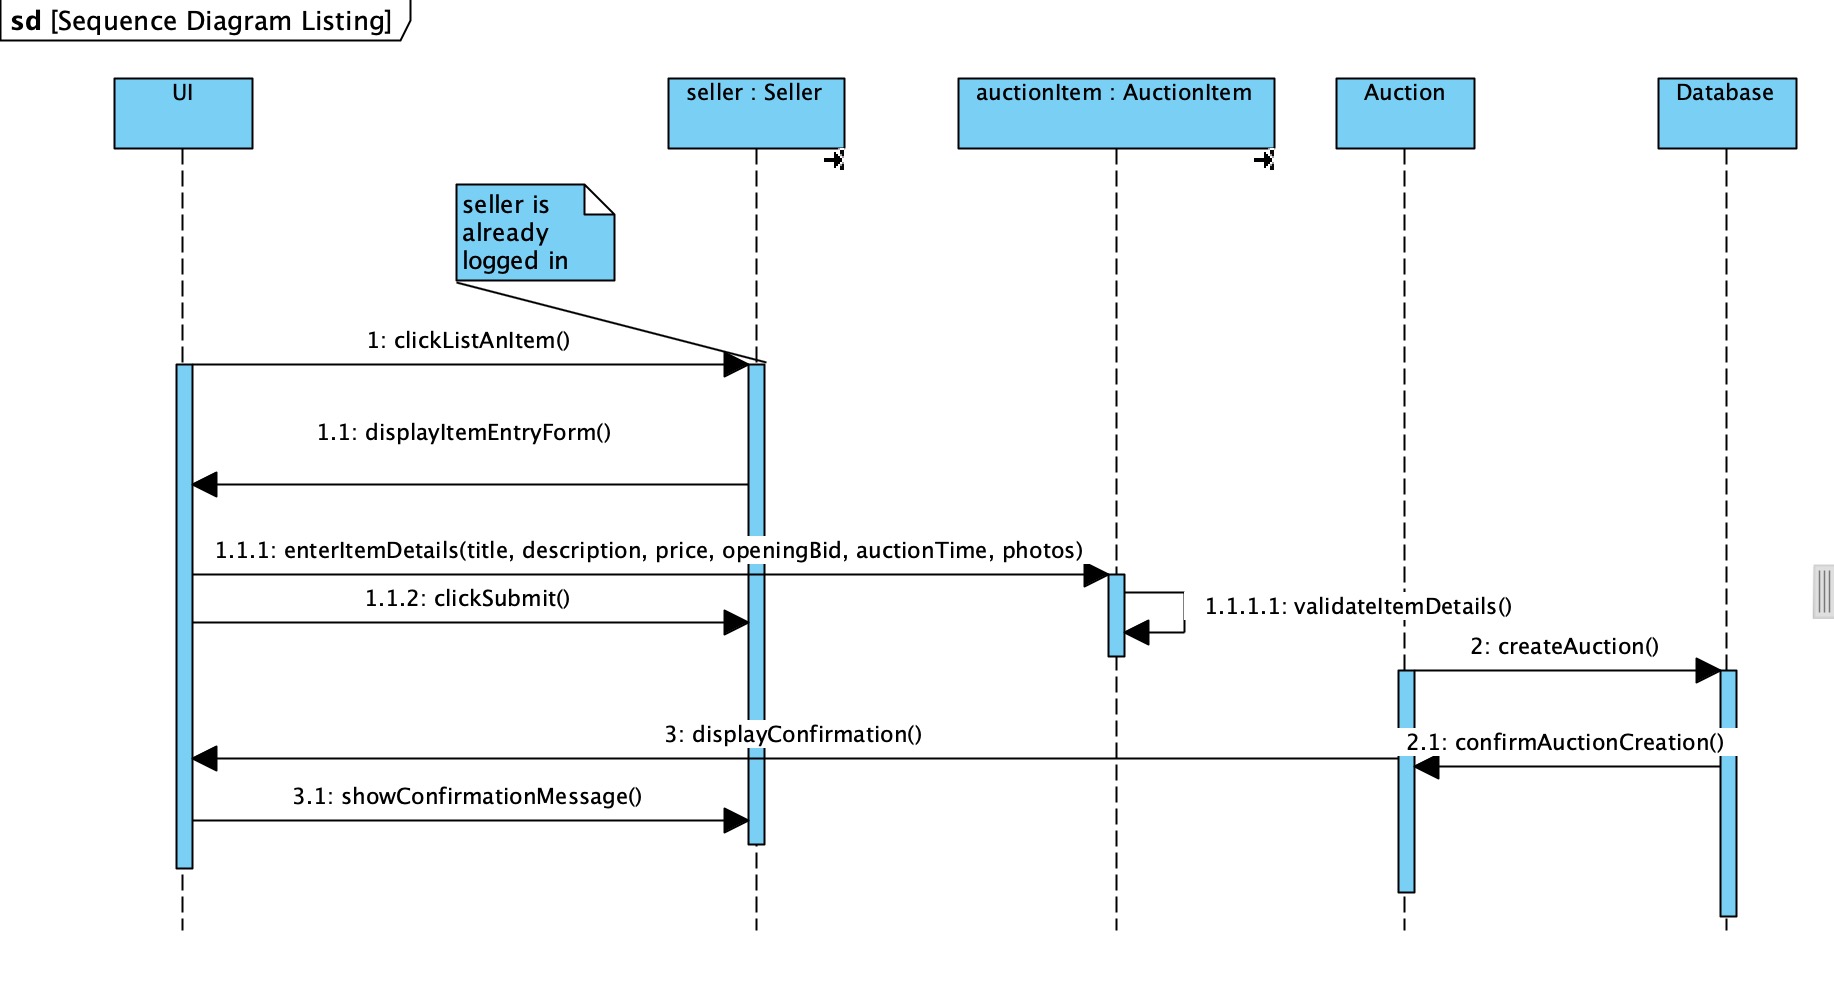 sd [Sequence Diagram Listing]
UI
seller : Seller
auctionItem : AuctionItem
Auction
Database
seller is
already
logged in
1: clickListAnItem()
1.1: displayItemEntryForm()
1.1.1: enterItemDetails(title, description, price, openingBid, auctionTime, photos)
1.1.2: clickSubmit()
1.1.1.1: validateItemDetails()
2: createAuction()
3: displayConfirmation()
2.1: confirmAuctionCreation()
3.1: showConfirmationMessage()